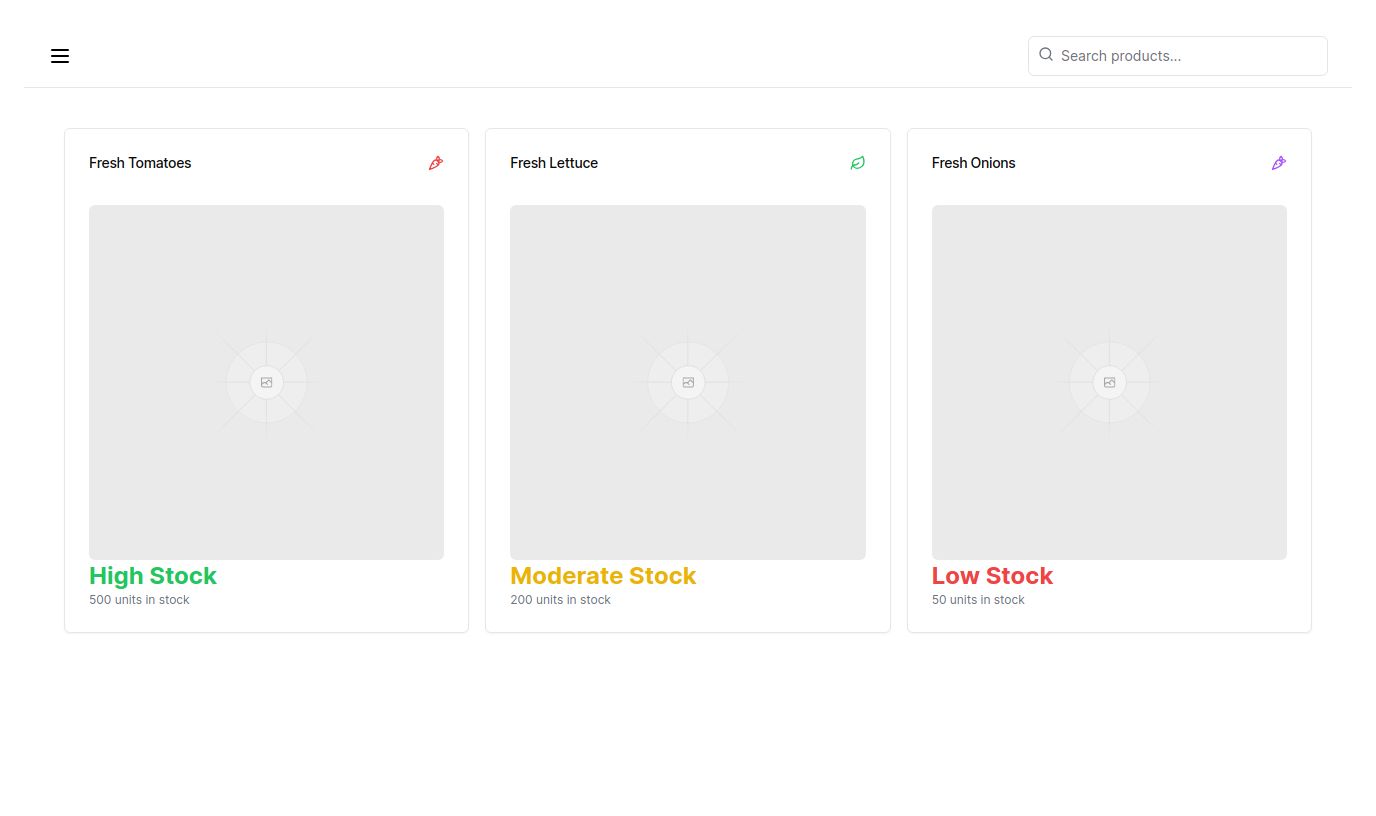 Search products...
Fresh Tomatoes
Fresh Lettuce
Fresh Onions
High Stock
500 units in stock
Moderate Stock
200 units in stock
Low Stock
50 units in stock